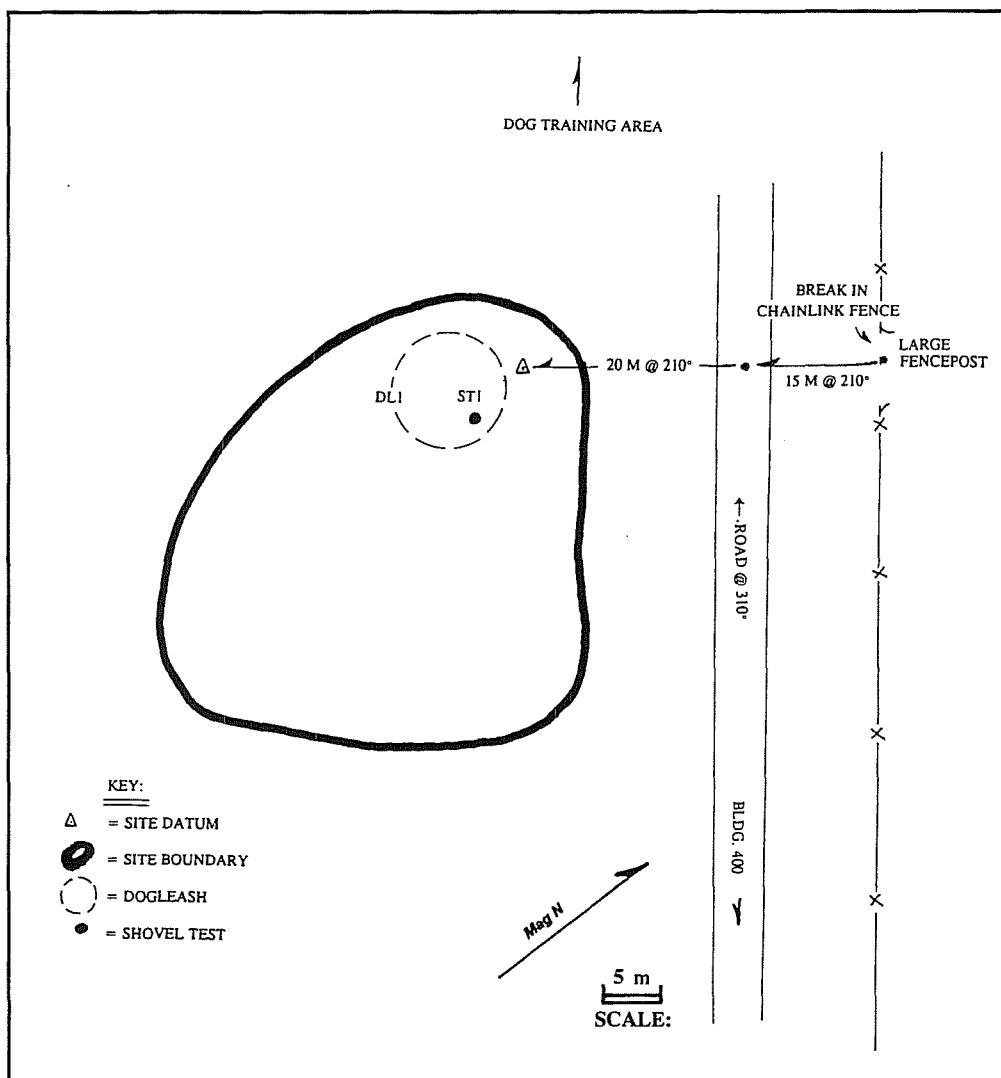 DOG TRAINING AREA
BREAK IN
CHAINLINK FENCE
LARGE
FENCEPOST
20 M @ 210°
15 M @ 210°
DL1
ST1
←.ROAD @ 310°
BLDG. 400
KEY:
= SITE DATUM
= SITE BOUNDARY
= DOGLEASH
= SHOVEL TEST
Mag N
5 m
SCALE: